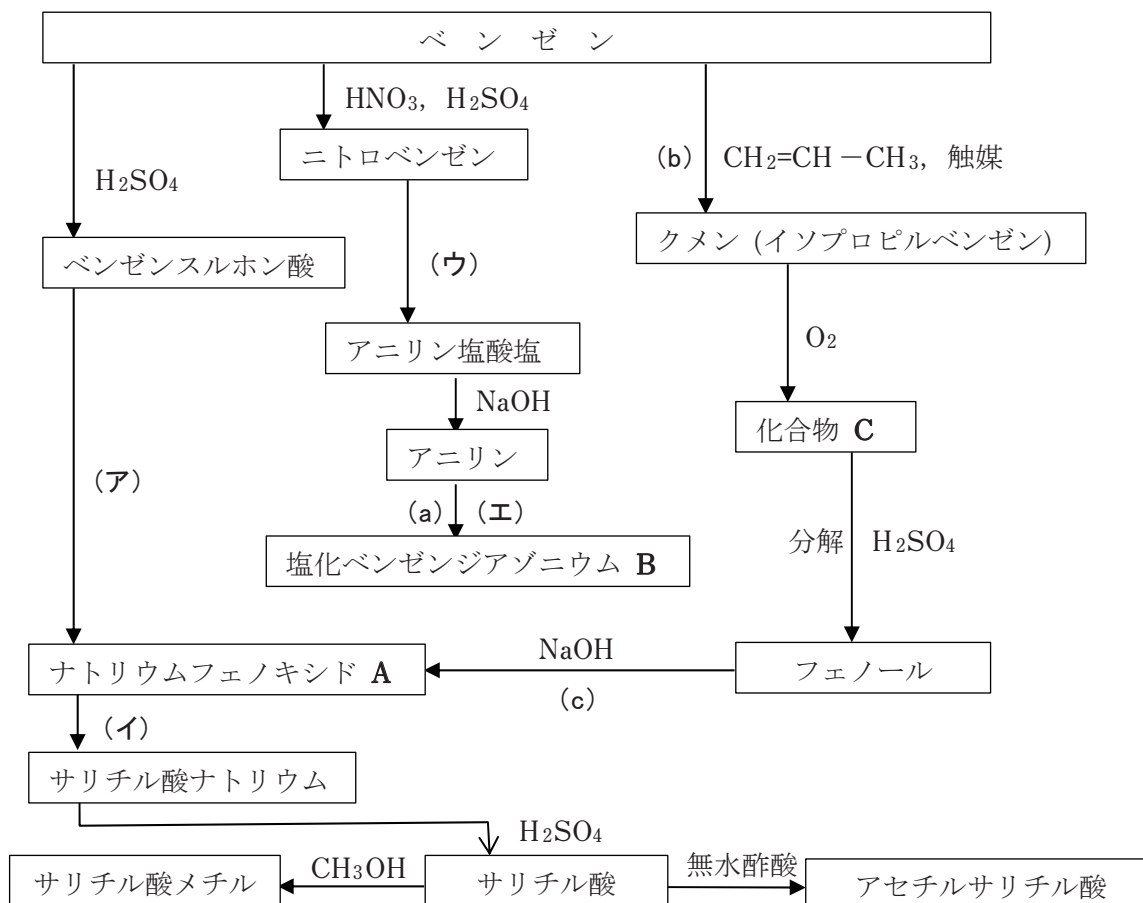 ベ ン ゼ ン
HNO3, H2SO4
ニトロベンゼン
(b) CH2=CH－CH3, 触媒
H2SO4
クメン (イソプロピルベンゼン)
ベンゼンスルホン酸
(ウ)
O2
アニリン塩酸塩
NaOH
化合物 C
アニリン
(ア)
(a) (エ)
分解 H2SO4
塩化ベンゼンジアゾニウム B
NaOH
ナトリウムフェノキシド A
フェノール
(c)
(イ)
サリチル酸ナトリウム
H2SO4
CH3OH
無水酢酸
サリチル酸メチル
サリチル酸
アセチルサリチル酸